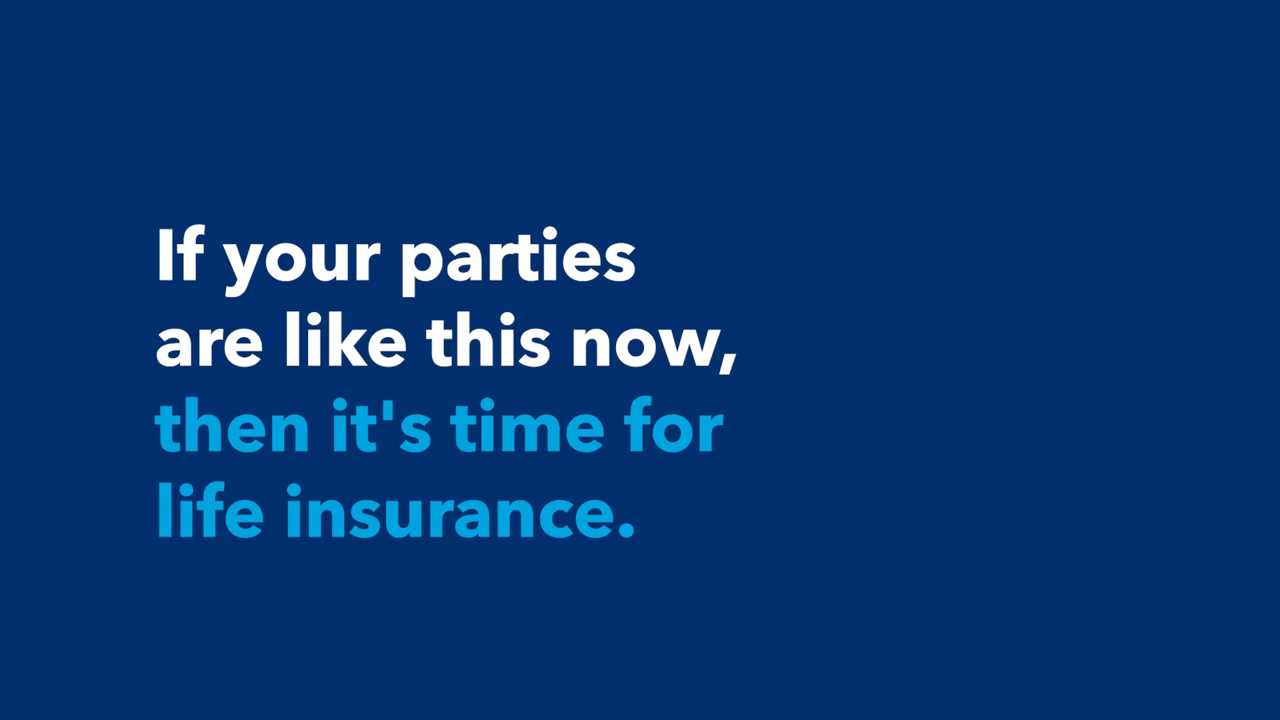 If your parties
are like this now,
then it's time for
life insurance.